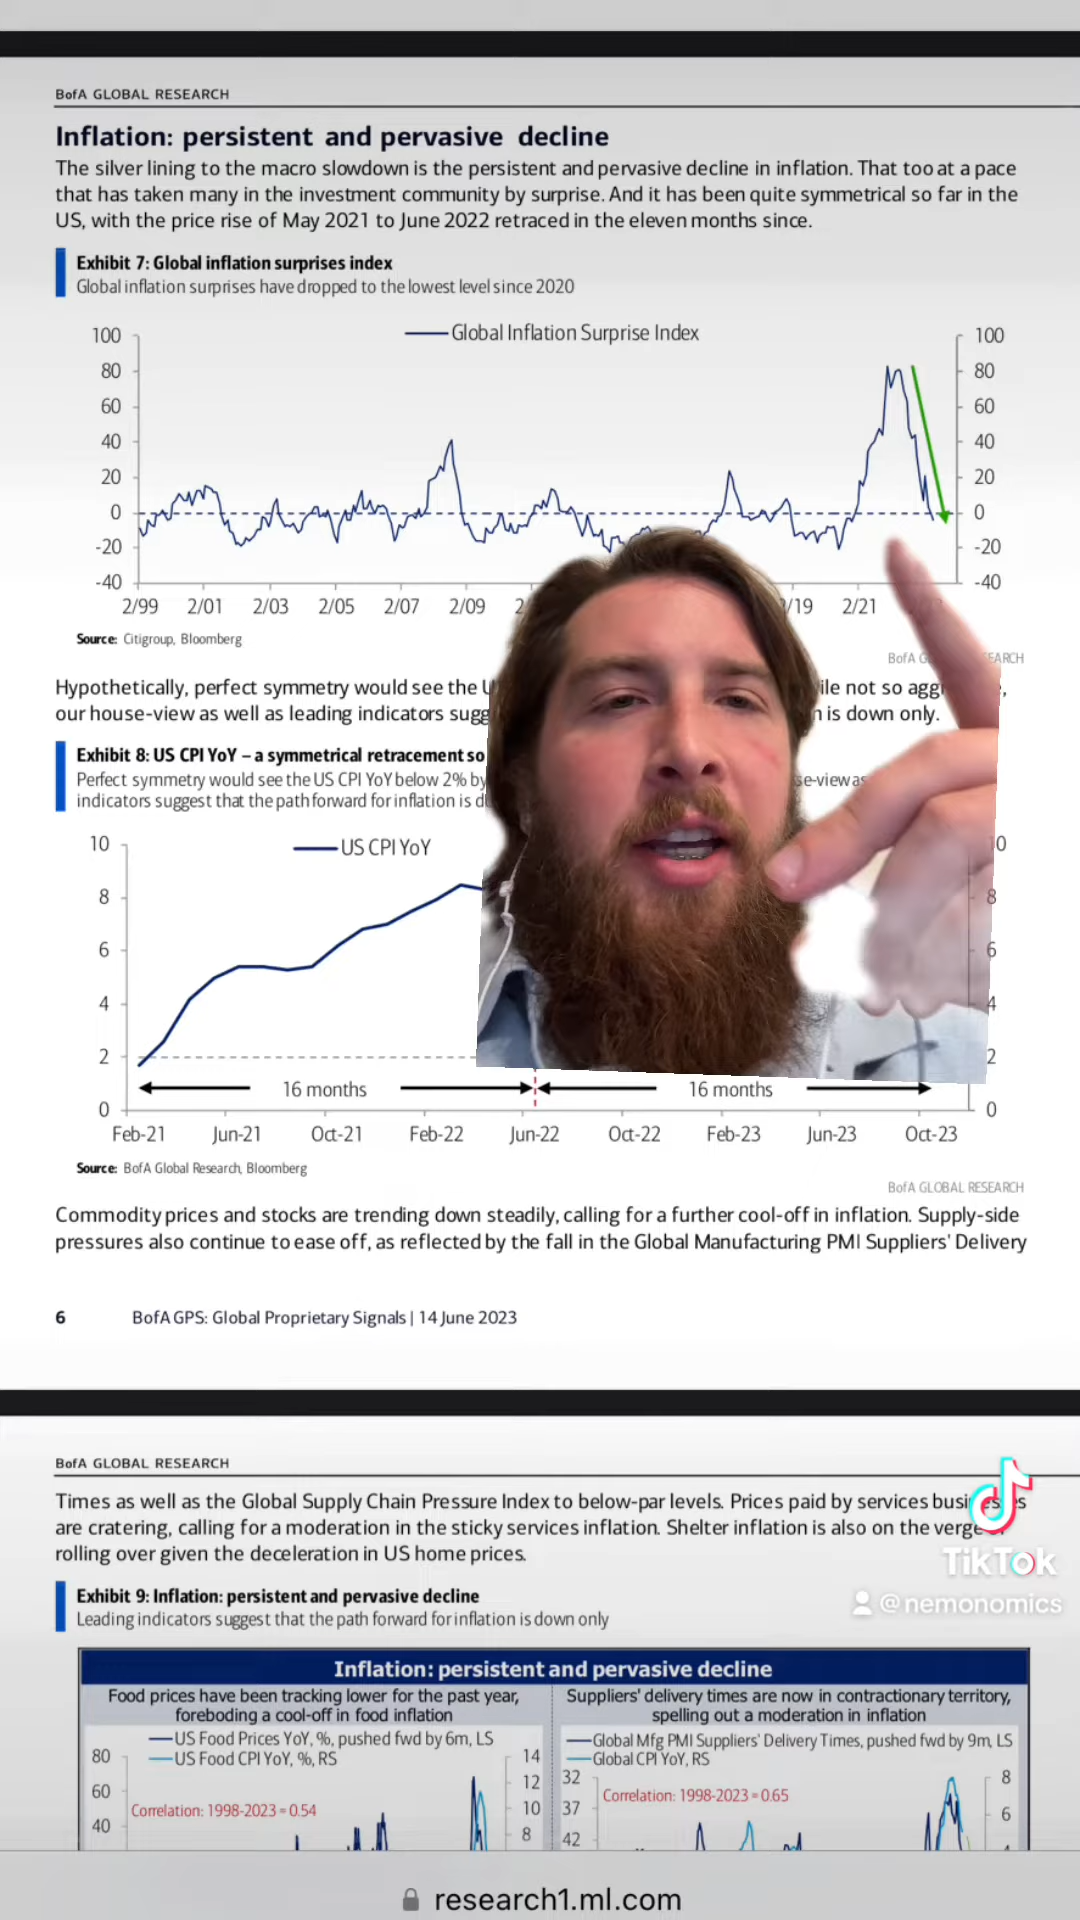 BofA GLOBAL RESEARCH
Inflation: persistent and pervasive decline
The silver lining to the macro slowdown is the persistent and pervasive decline in inflation. That too at a pace
that has taken many in the investment community by surprise. And it has been quite symmetrical so far in the
US, with the price rise of May 2021 to June 2022 retraced in the eleven months since.
Exhibit 7: Global inflation surprises index
Global inflation surprises have dropped to the lowest level since 2020
Global Inflation Surprise Index
100 100
80 80
60 60
40 40
20 20
0 0
-20 -20
-40 -40
2/99 2/01 2/03 2/05 2/07 2/09 /19 2/21
Source: Citigroup, Bloomberg
BofA
Hypothetically, perfect symmetry would see the not so
our house-view as well as leading indicators is down only.
Exhibit 8: US CPI YoY – a symmetrical retracement so
Perfect symmetry would see the US CPI YoY below 2% by
indicators suggest that the path forward for inflation is
US CPI YoY
10
8 8
6 6
4 4
2 2
16 months 16 months
0 0
Feb-21 Jun-21 Oct-21 Feb-22 Jun-22 Oct-22 Feb-23 Jun-23 Oct-23
Source: BofA Global Research, Bloomberg
BofA GLOBAL RESEARCH
Commodity prices and stocks are trending down steadily, calling for a further cool-off in inflation. Supply-side
pressures also continue to ease off, as reflected by the fall in the Global Manufacturing PMI Suppliers' Delivery
6 BofA GPS: Global Proprietary Signals | 14 June 2023
BofA GLOBAL RESEARCH
Times as well as the Global Supply Chain Pressure Index to below-par levels. Prices paid by services
are cratering, calling for a moderation in the sticky services inflation. Shelter inflation is also on the verge
rolling over given the deceleration in US home prices.
TikTok
@nemonomics
Exhibit 9: Inflation: persistent and pervasive decline
Leading indicators suggest that the path forward for inflation is down only
Inflation: persistent and pervasive decline
Food prices have been tracking lower for the past year,
foreboding a cool-off in food inflation
US Food Prices YoY, %, pushed fwd by 6m, LS
US Food CPI YoY, %, RS
80 14
60 12
Correlation: 1998-2023 = 0.54 10
40 8
Suppliers' delivery times are now in contractionary territory,
spelling out a moderation in inflation
Global Mfg PMI Suppliers' Delivery Times, pushed fwd by 9m, LS
Global CPI YoY, RS
32 8
Correlation: 1998-2023 = 0.65
37 6
42
research1.ml.com